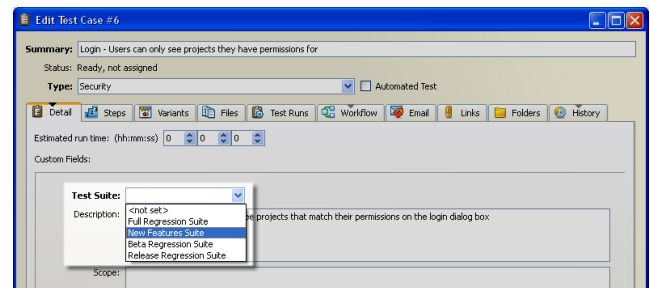 Edit Test Case #6
Summary: Login - Users can only see projects they have permissions for
Status: Ready, not assigned
Type: Security Automated Test
Detail Steps Variants Files Test Runs Workflow Email Links Folders History
Estimated run time: (hh:mm:ss) 0 0 0
Custom Fields:
Test Suite:
Description: see projects that match their permissions on the login dialog box
<not set>
Full Regression Suite
New Features Suite
Beta Regression Suite
Release Regression Suite
Scope: